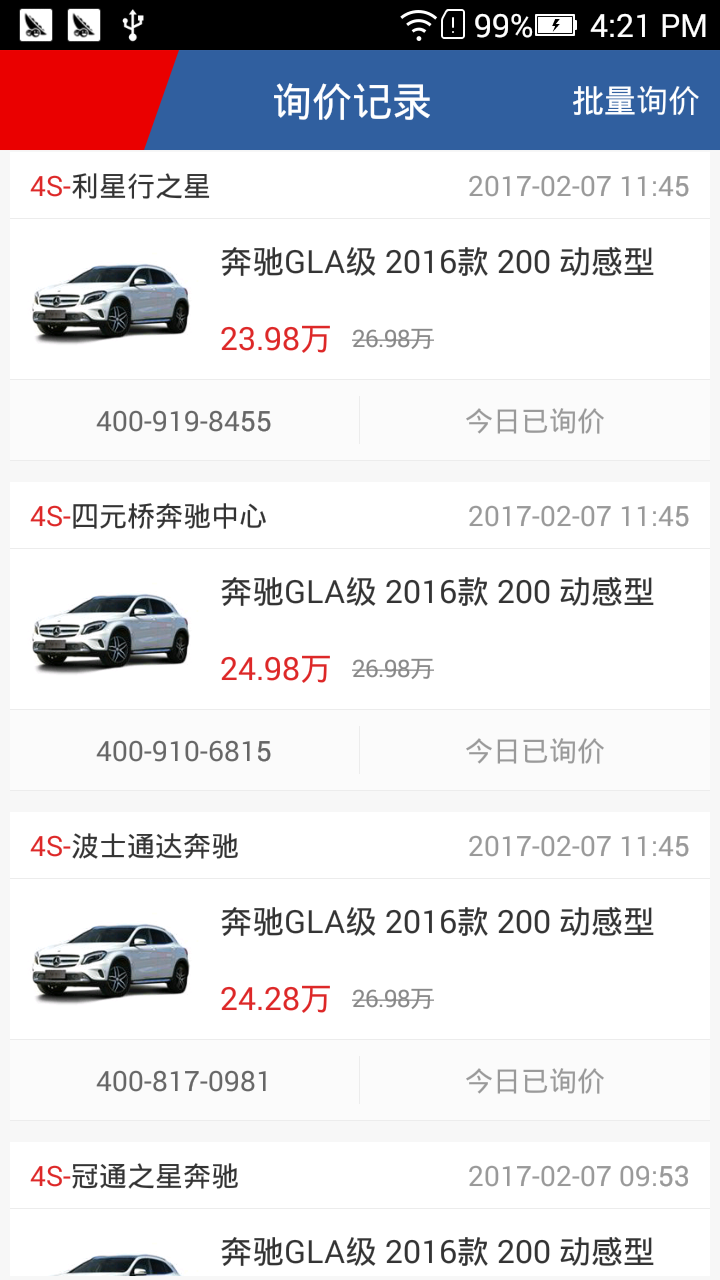 99% 4:21 PM
询价记录 批量询价
4S-利星行之星 2017-02-07 11:45
奔驰GLA级 2016款 200 动感型
23.98万 26.98万
400-919-8455 今日已询价
4S-四元桥奔驰中心 2017-02-07 11:45
奔驰GLA级 2016款 200 动感型
24.98万 26.98万
400-910-6815 今日已询价
4S-波士通达奔驰 2017-02-07 11:45
奔驰GLA级 2016款 200 动感型
24.28万 26.98万
400-817-0981 今日已询价
4S-冠通之星奔驰 2017-02-07 09:53
奔驰GLA级 2016款 200 动感型